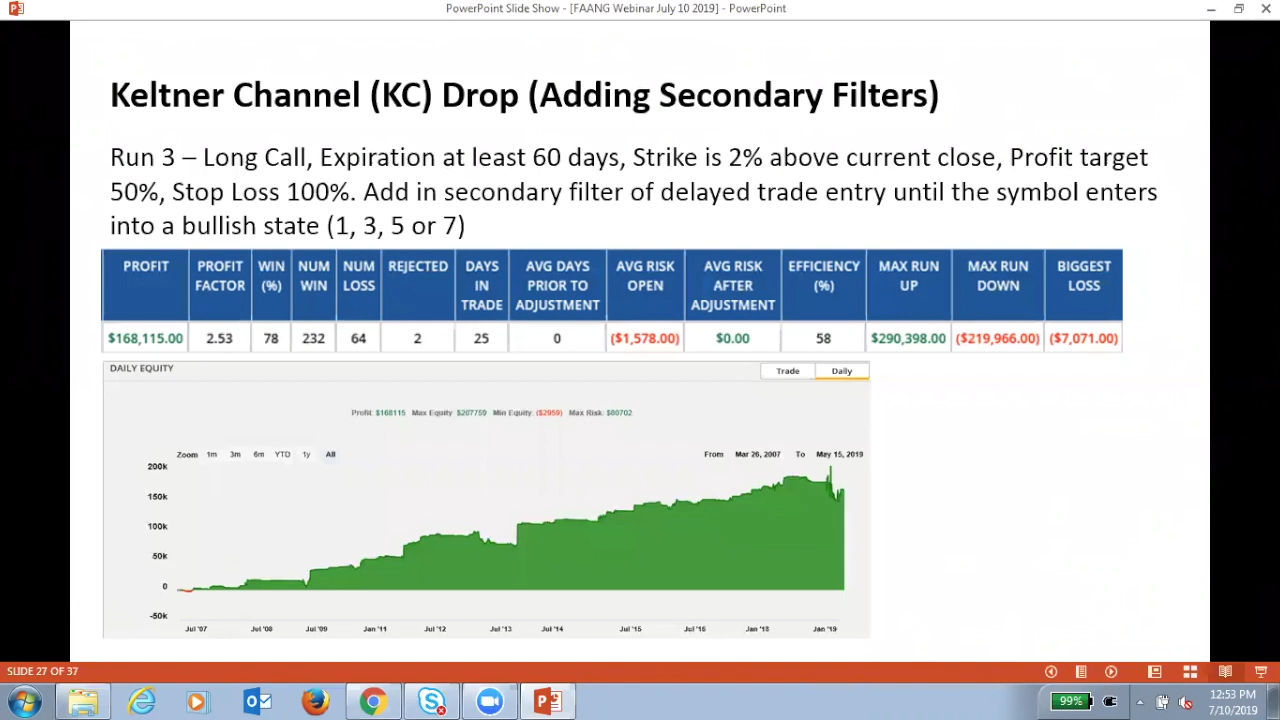 PowerPoint Slide Show - [FAANG Webinar July 10 2019] - PowerPoint
Keltner Channel (KC) Drop (Adding Secondary Filters)
Run 3 – Long Call, Expiration at least 60 days, Strike is 2% above current close, Profit target
50%, Stop Loss 100%. Add in secondary filter of delayed trade entry until the symbol enters
into a bullish state (1, 3, 5 or 7)
PROFIT PROFIT FACTOR WIN (%) NUM WIN NUM LOSS REJECTED DAYS IN TRADE AVG DAYS PRIOR TO ADJUSTMENT AVG RISK OPEN AVG RISK AFTER ADJUSTMENT EFFICIENCY (%) MAX RUN UP MAX RUN DOWN BIGGEST LOSS
$168,115.00 2.53 78 232 64 2 25 0 ($1,578.00) $0.00 58 $290,398.00 ($219,966.00) ($7,071.00)
DAILY EQUITY
Trade Daily
Profit: $168115 Max Equity $207759 Min Equity: ($2959) Max Risk: $80702
Zoom 1m 3m 6m YTD 1y All
From Mar 26, 2007 To May 15, 2019
200k
150k
100k
50k
0
-50k
Jul '07 Jul '08 Jul '09 Jan '11 Jul '12 Jul '13 Jul '14 Jul '15 Jul '16 Jan '18 Jan '19
SLIDE 27 OF 37
99%
12:53 PM
7/10/2019